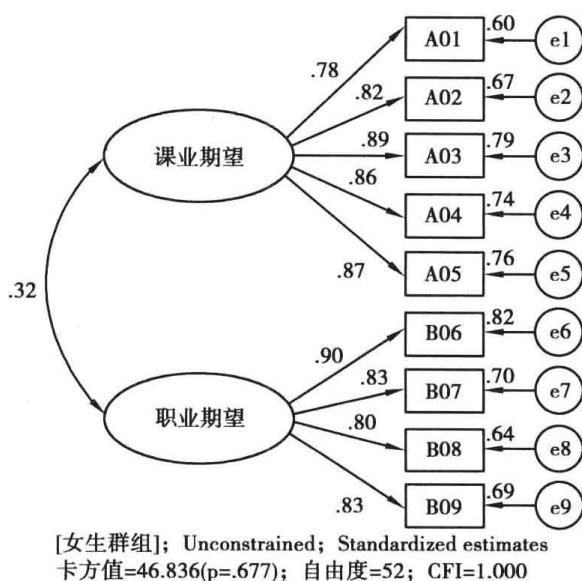 .60
A01
e1
.78
.67
.82
A02
e2
.89
.79
课业期望
A03
e3
.86
.74
A04
e4
.87
.76
A05
e5
.32
.82
.90
B06
e6
.83
.70
B07
e7
职业期望
.80
.64
B08
e8
.83
.69
B09
e9
[女生群组]; Unconstrained; Standardized estimates
卡方值=46.836(p=.677); 自由度=52; CFI=1.000